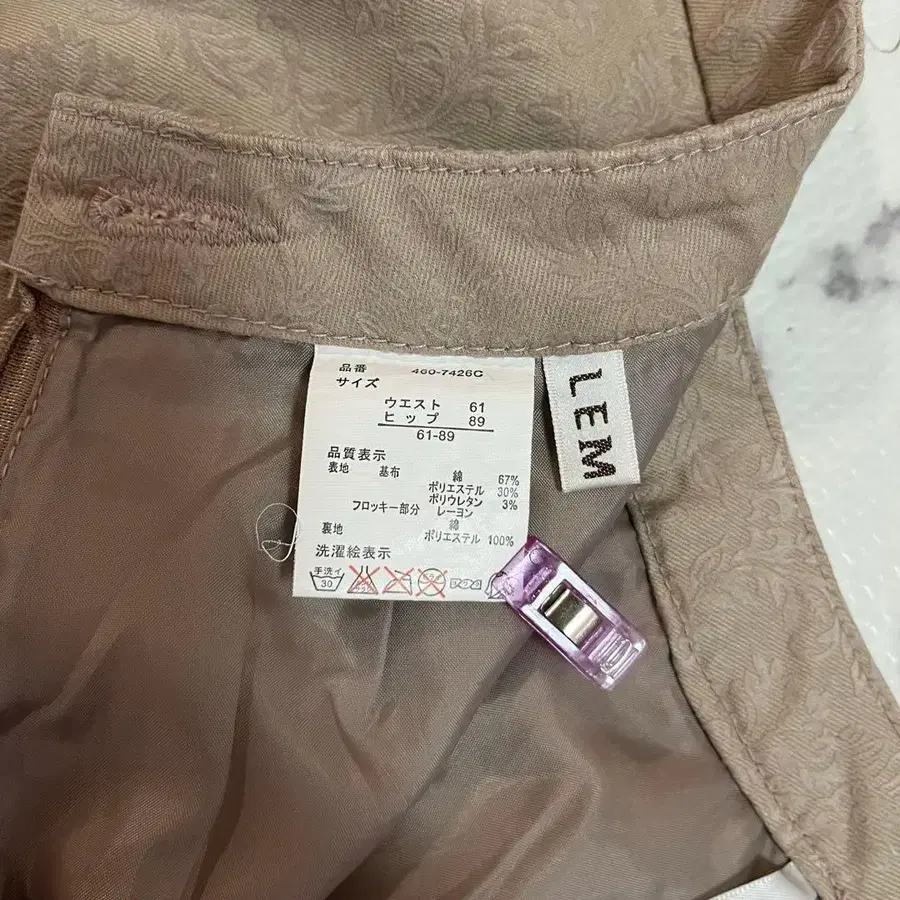 品番 460-7426C
サイズ
ウエスト 61
ヒップ 89
61-89
品質表示
表地 基布 綿 67%
ポリエステル 30%
ポリウレタン 3%
フロッキー部分 レーヨン
裏地 綿
ポリエステル 100%
洗濯絵表示
手洗イ
30
LEM